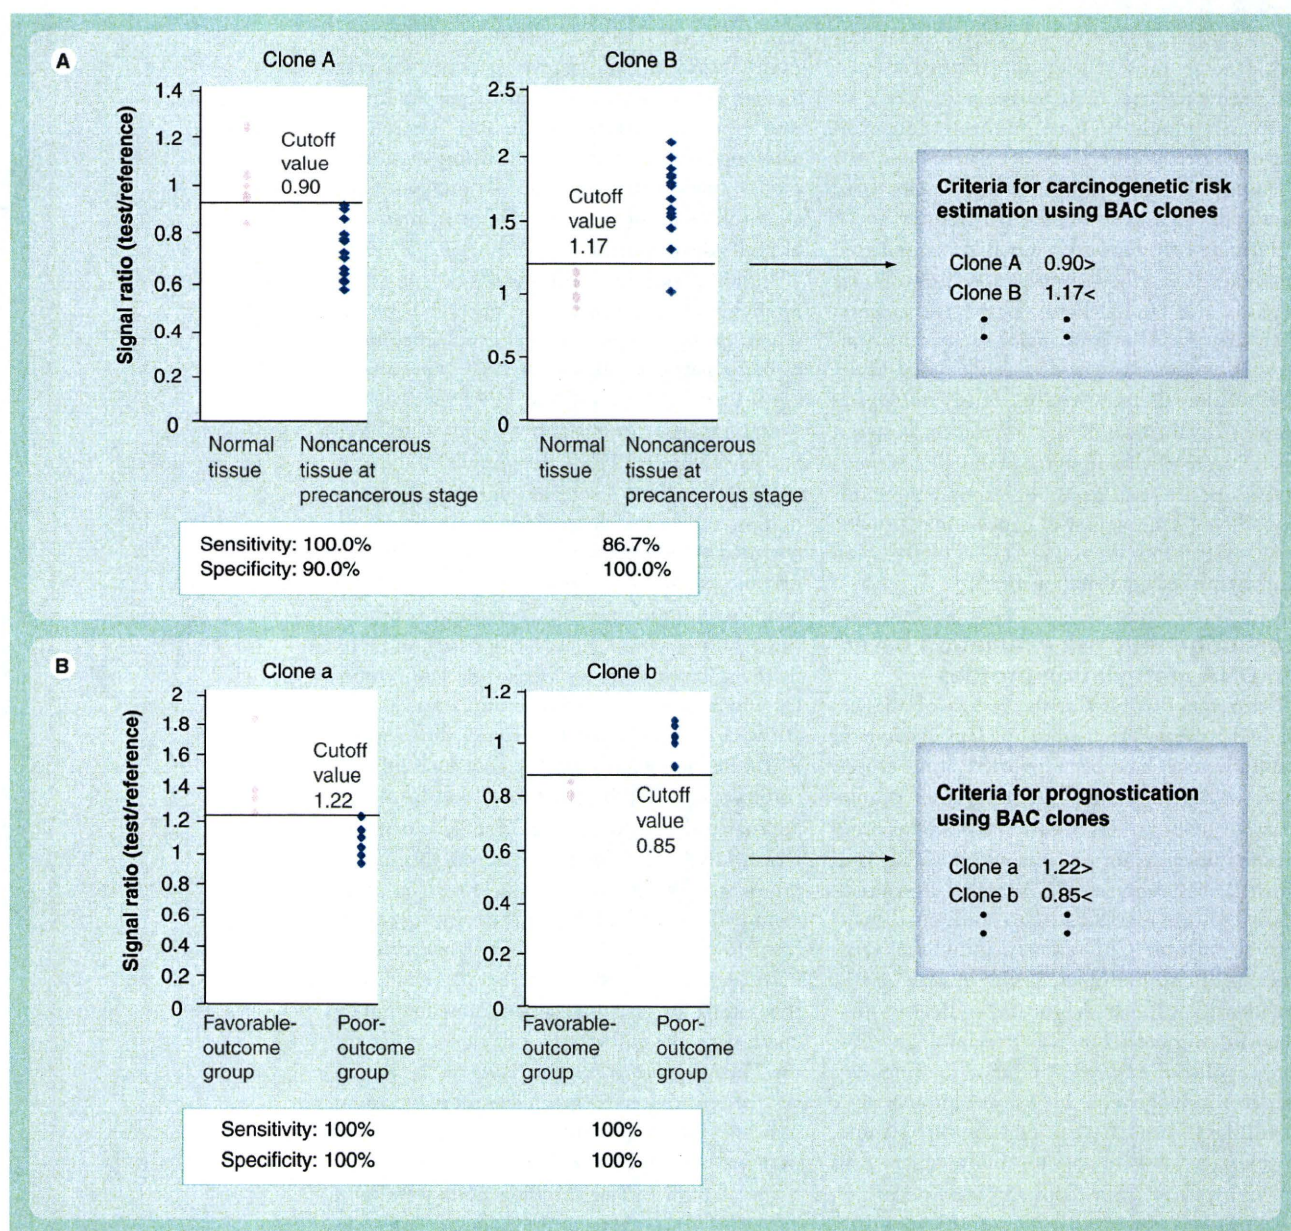 A
Clone A
Signal ratio (test/reference)
1.4
1.2
1
0.8
0.6
0.4
0.2
0
Cutoff
value
0.90
Normal
tissue
Noncancerous
tissue at
precancerous stage
Clone B
2.5
2
1.5
1
0.5
0
Cutoff
value
1.17
Normal
tissue
Noncancerous
tissue at
precancerous stage
Sensitivity: 100.0% 86.7%
Specificity: 90.0% 100.0%
Criteria for carcinogenetic risk
estimation using BAC clones
Clone A 0.90>
Clone B 1.17<
B
Clone a
Signal ratio (test/reference)
2
1.8
1.6
1.4
1.2
1
0.8
0.6
0.4
0.2
0
Cutoff
value
1.22
Favorable-
outcome
group
Poor-
outcome
group
Clone b
1.2
1
0.8
0.6
0.4
0.2
0
Cutoff
value
0.85
Favorable-
outcome
group
Poor-
outcome
group
Sensitivity: 100% 100%
Specificity: 100% 100%
Criteria for prognostication
using BAC clones
Clone a 1.22>
Clone b 0.85<